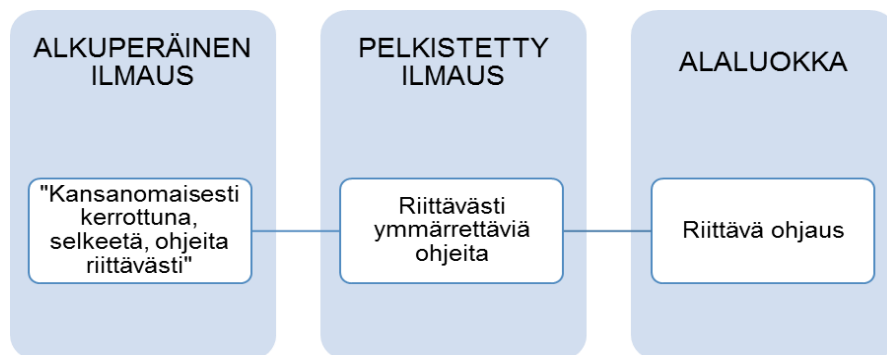 ALKUPERÄINEN
ILMAUS
PELKISTETTY
ILMAUS
ALALUOKKA
"Kansanomaisesti
kerrottuna,
selkeetä, ohjeita
riittävästi"
Riittävästi
ymmärrettäviä
ohjeita
Riittävä ohjaus